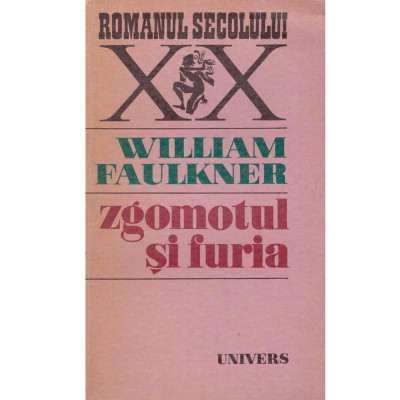 ROMANUL SECOLULUI
XX
WILLIAM
FAULKNER
zgomotul
și furia
UNIVERS